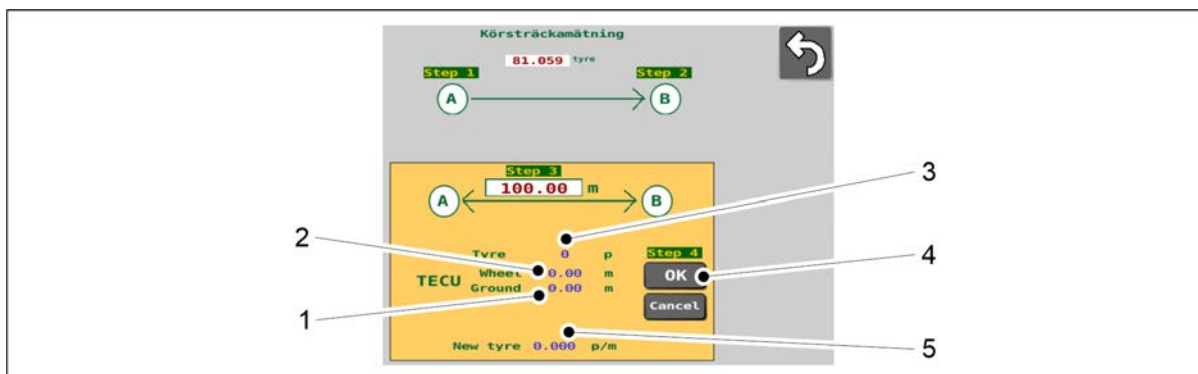 Körsträckamätning
81.059 tyre
Step 1 Step 2
A B
Step 3
100.00 m
A B
3
2
Tyre 0 p Step 4
4
TECU Wheel 0.00 m OK
Ground 0.00 m
1
Cancel
New tyre 0.000 p/m
5